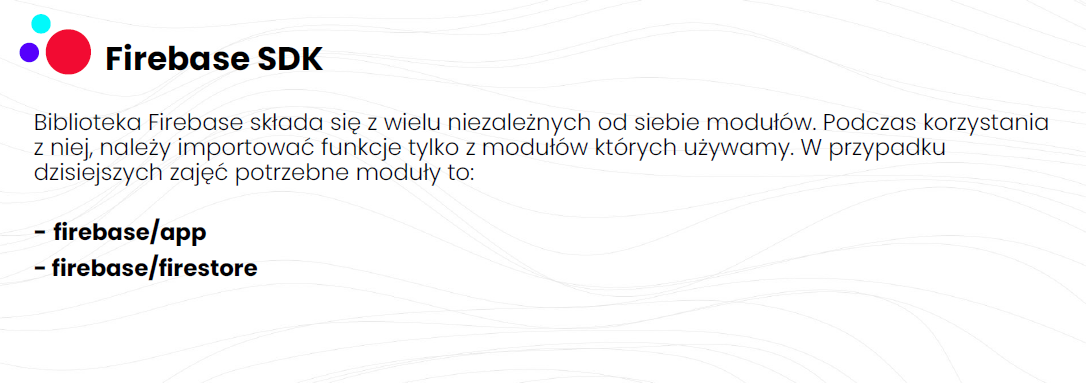 Firebase SDK
Biblioteka Firebase składa się z wielu niezależnych od siebie modułów. Podczas korzystania
z niej, należy importować funkcje tylko z modułów których używamy. W przypadku
dzisiejszych zajęć potrzebne moduły to:
- firebase/app
- firebase/firestore